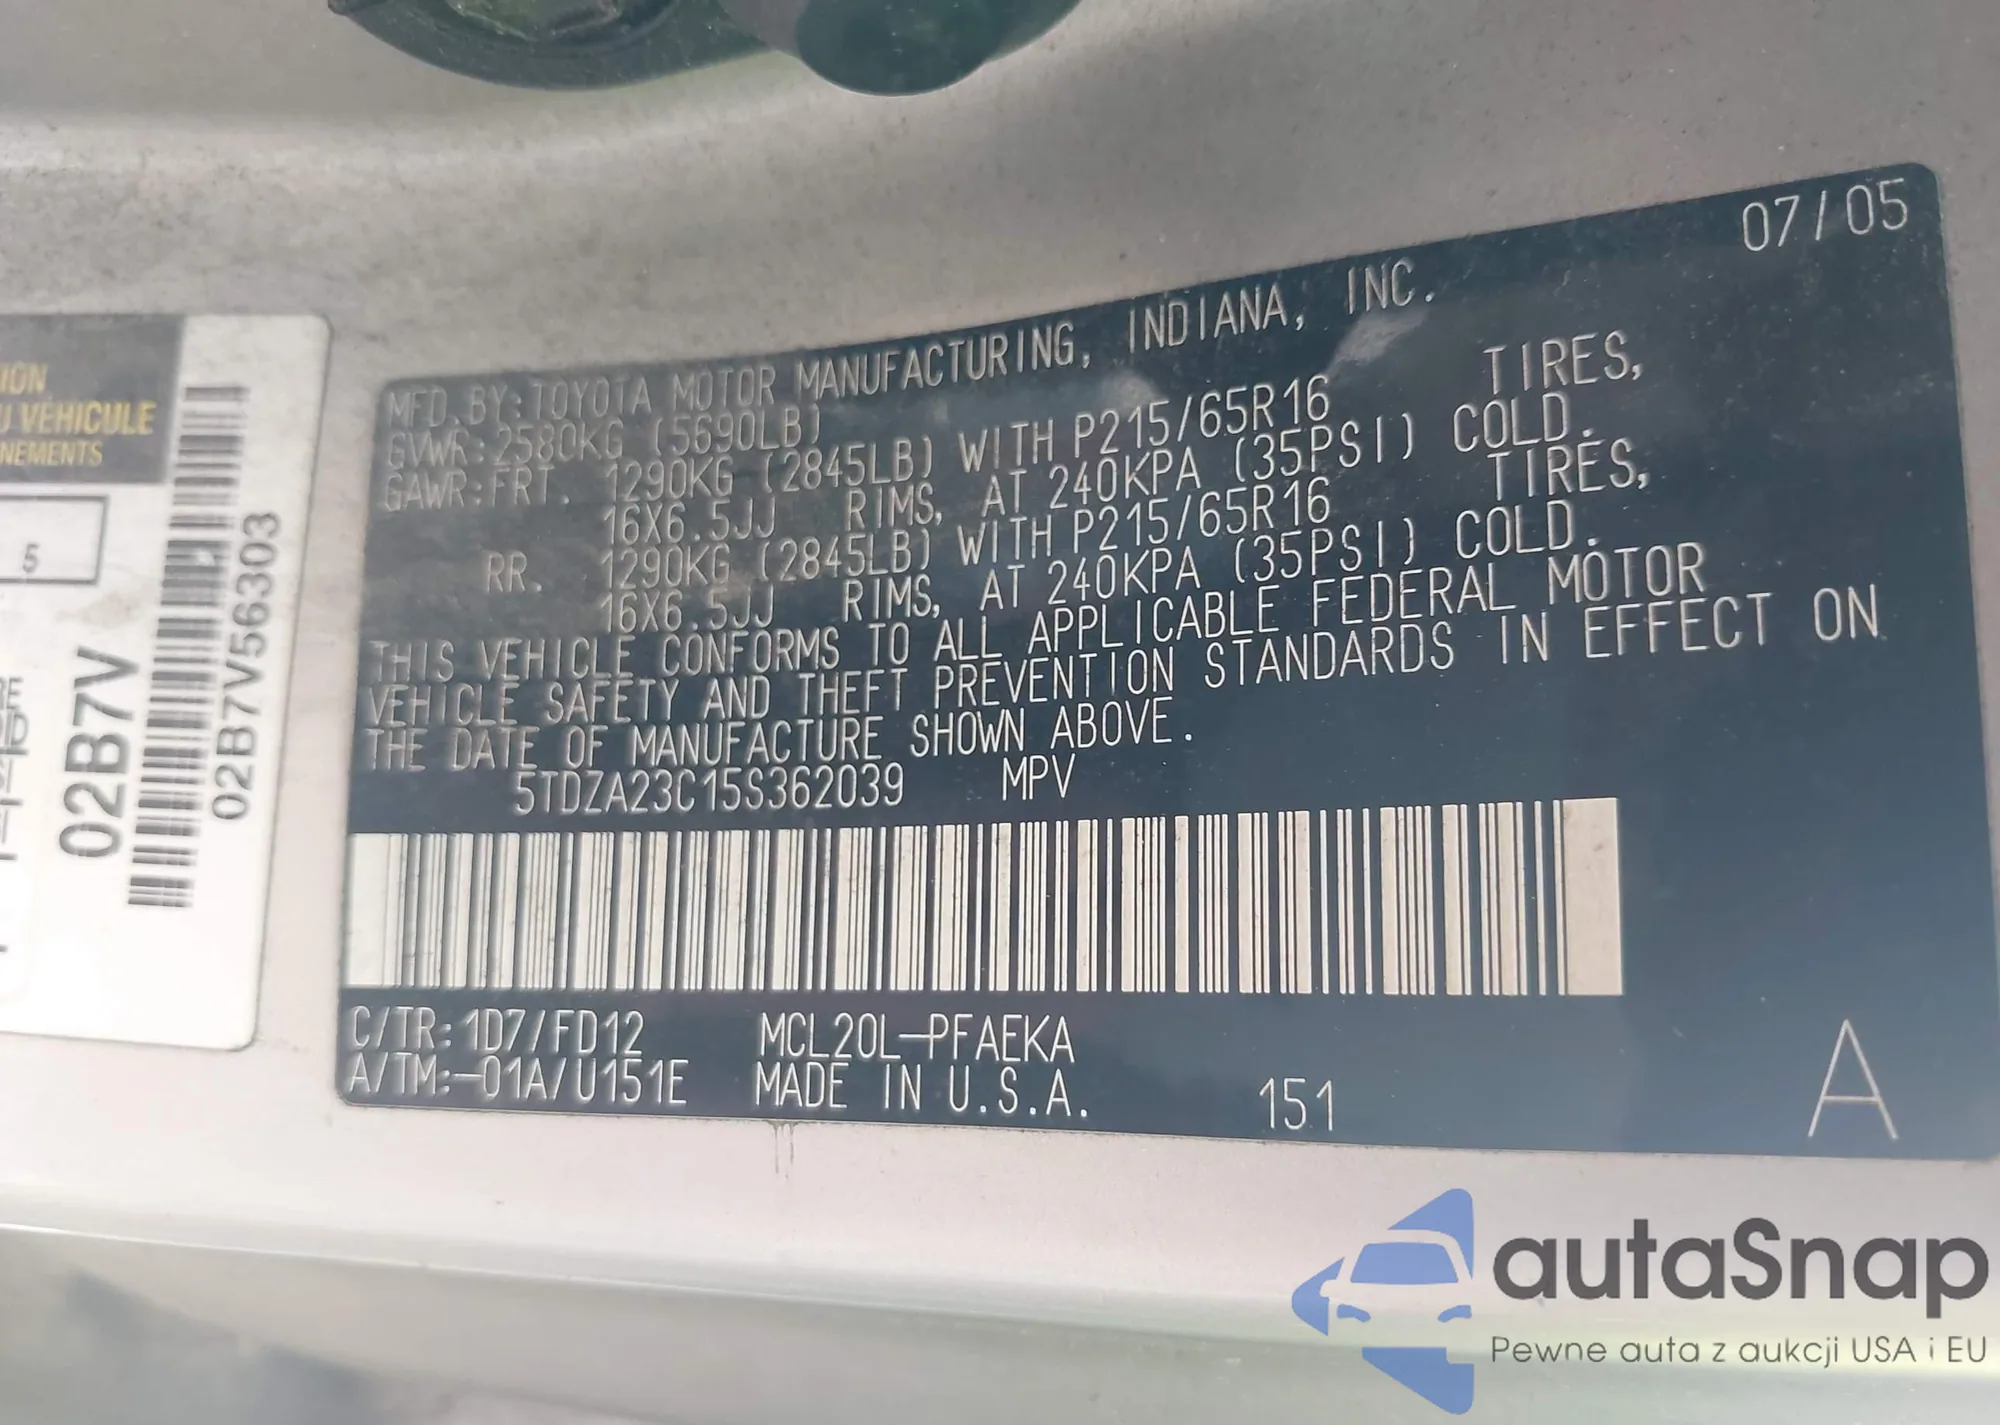 07/05
MFD. BY: TOYOTA MOTOR MANUFACTURING, INDIANA, INC.
GVWR: 2580KG (5690LB)
GAWR: FRT. 1290KG (2845LB) WITH P215/65R16 TIRES,
16X6.5JJ RIMS, AT 240KPA (35PSI) COLD.
RR. 1290KG (2845LB) WITH P215/65R16 TIRES,
16X6.5JJ RIMS, AT 240KPA (35PSI) COLD.
THIS VEHICLE CONFORMS TO ALL APPLICABLE FEDERAL MOTOR
VEHICLE SAFETY AND THEFT PREVENTION STANDARDS IN EFFECT ON
THE DATE OF MANUFACTURE SHOWN ABOVE.
5TDZA23C15S362039 MPV
C/TR: 1D7/FD12 MCL20L-PFAEKA
A/TM:-01A/U151E MADE IN U.S.A. 151 A
VÉHICULE
5
02B7V
02B7V56303
autaSnap
Pewne auta z aukcji USA i EU